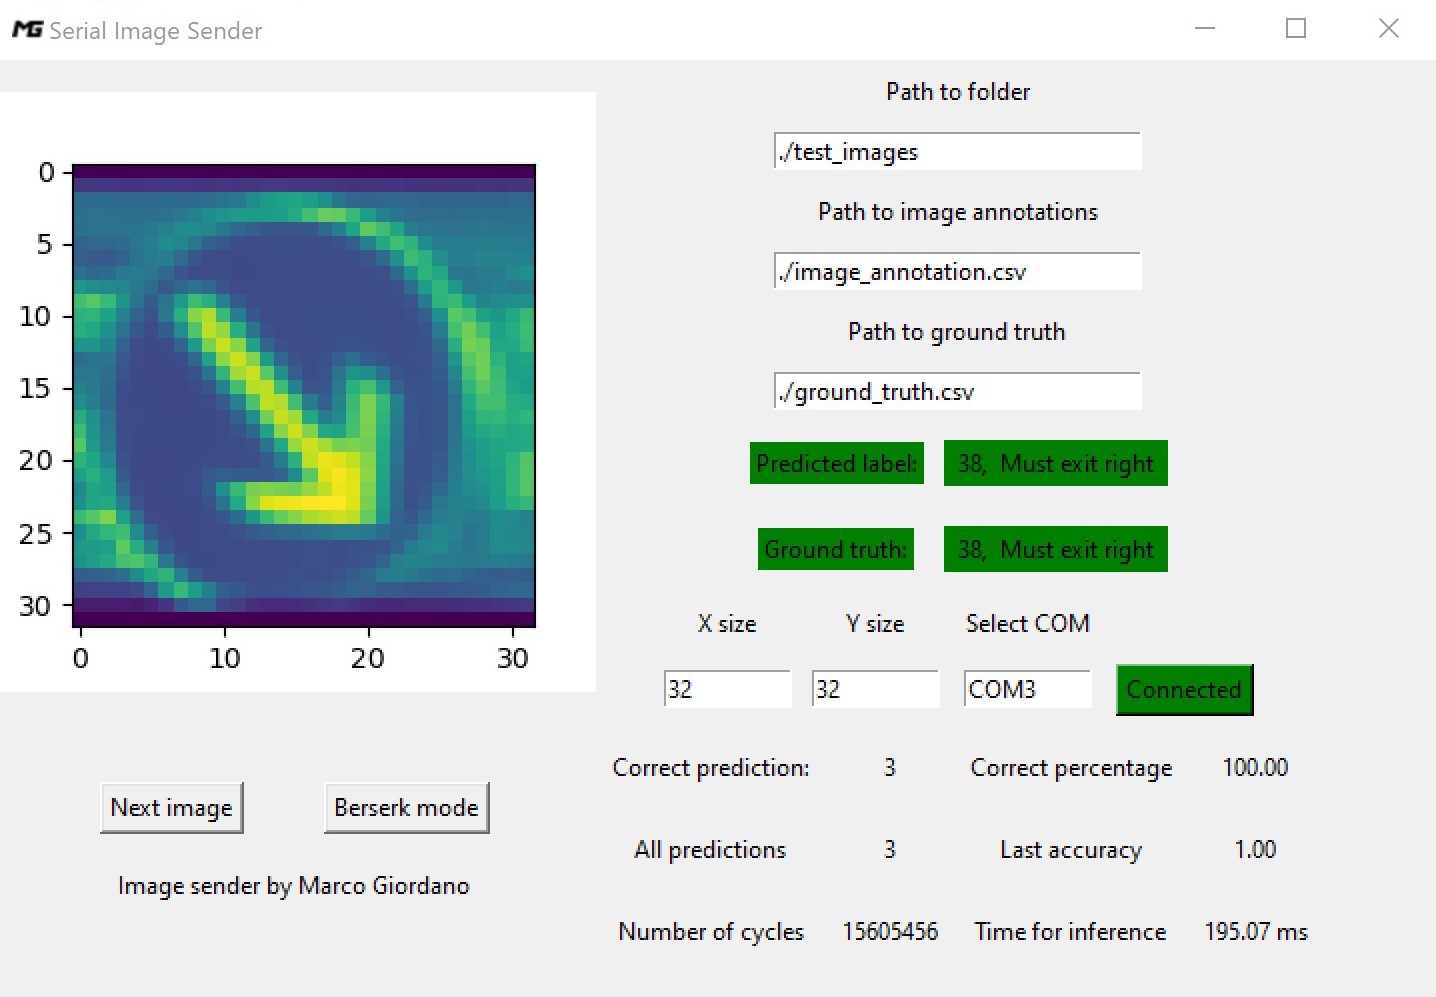 MG Serial Image Sender
0
5
10
15
20
25
30
0 10 20 30
Next image Berserk mode
Image sender by Marco Giordano
Path to folder
./test_images
Path to image annotations
./image_annotation.csv
Path to ground truth
./ground_truth.csv
Predicted label: 38, Must exit right
Ground truth: 38, Must exit right
X size Y size Select COM
32 32 COM3 Connected
Correct prediction: 3 Correct percentage 100.00
All predictions 3 Last accuracy 1.00
Number of cycles 15605456 Time for inference 195.07 ms